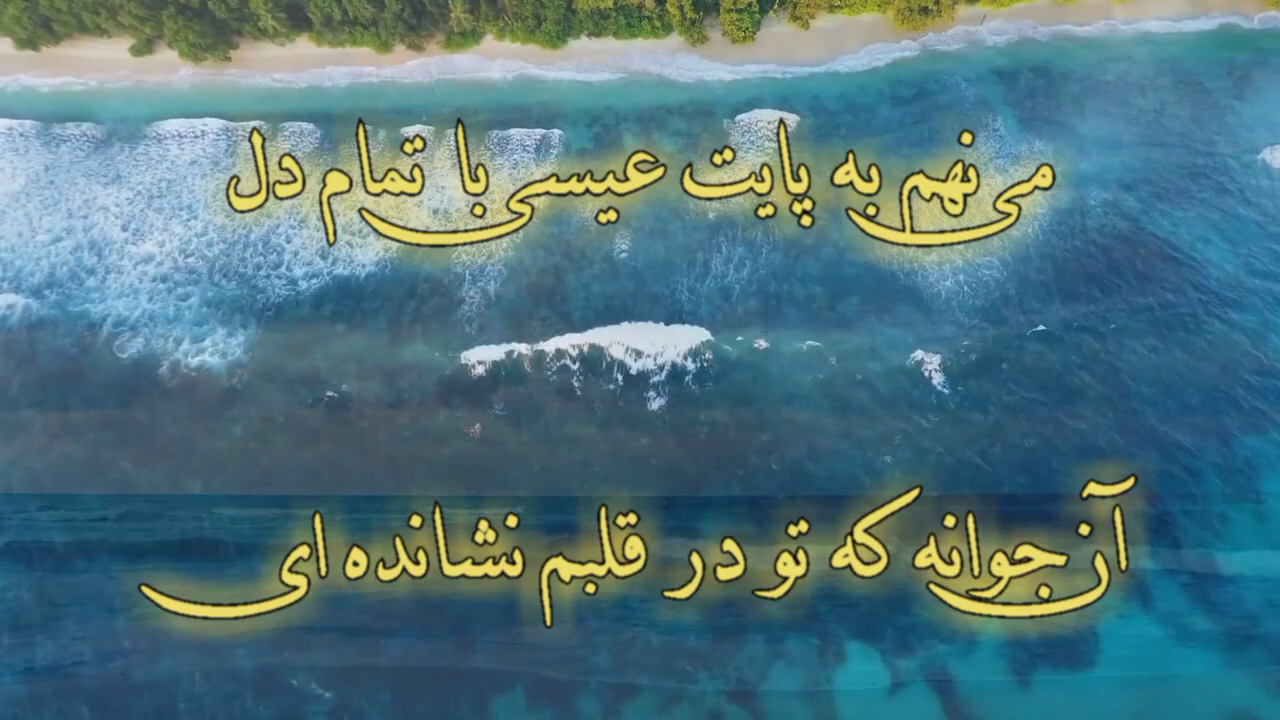 می نهم به پایت عیسی با تمام دل
آن جوانه که تو در قلبم نشانده ای